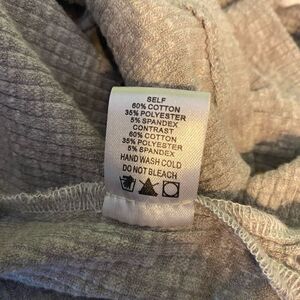 SELF
60% COTTON
35% POLYESTER
5% SPANDEX
CONTRAST
60% COTTON
35% POLYESTER
5% SPANDEX
HAND WASH COLD
DO NOT BLEACH